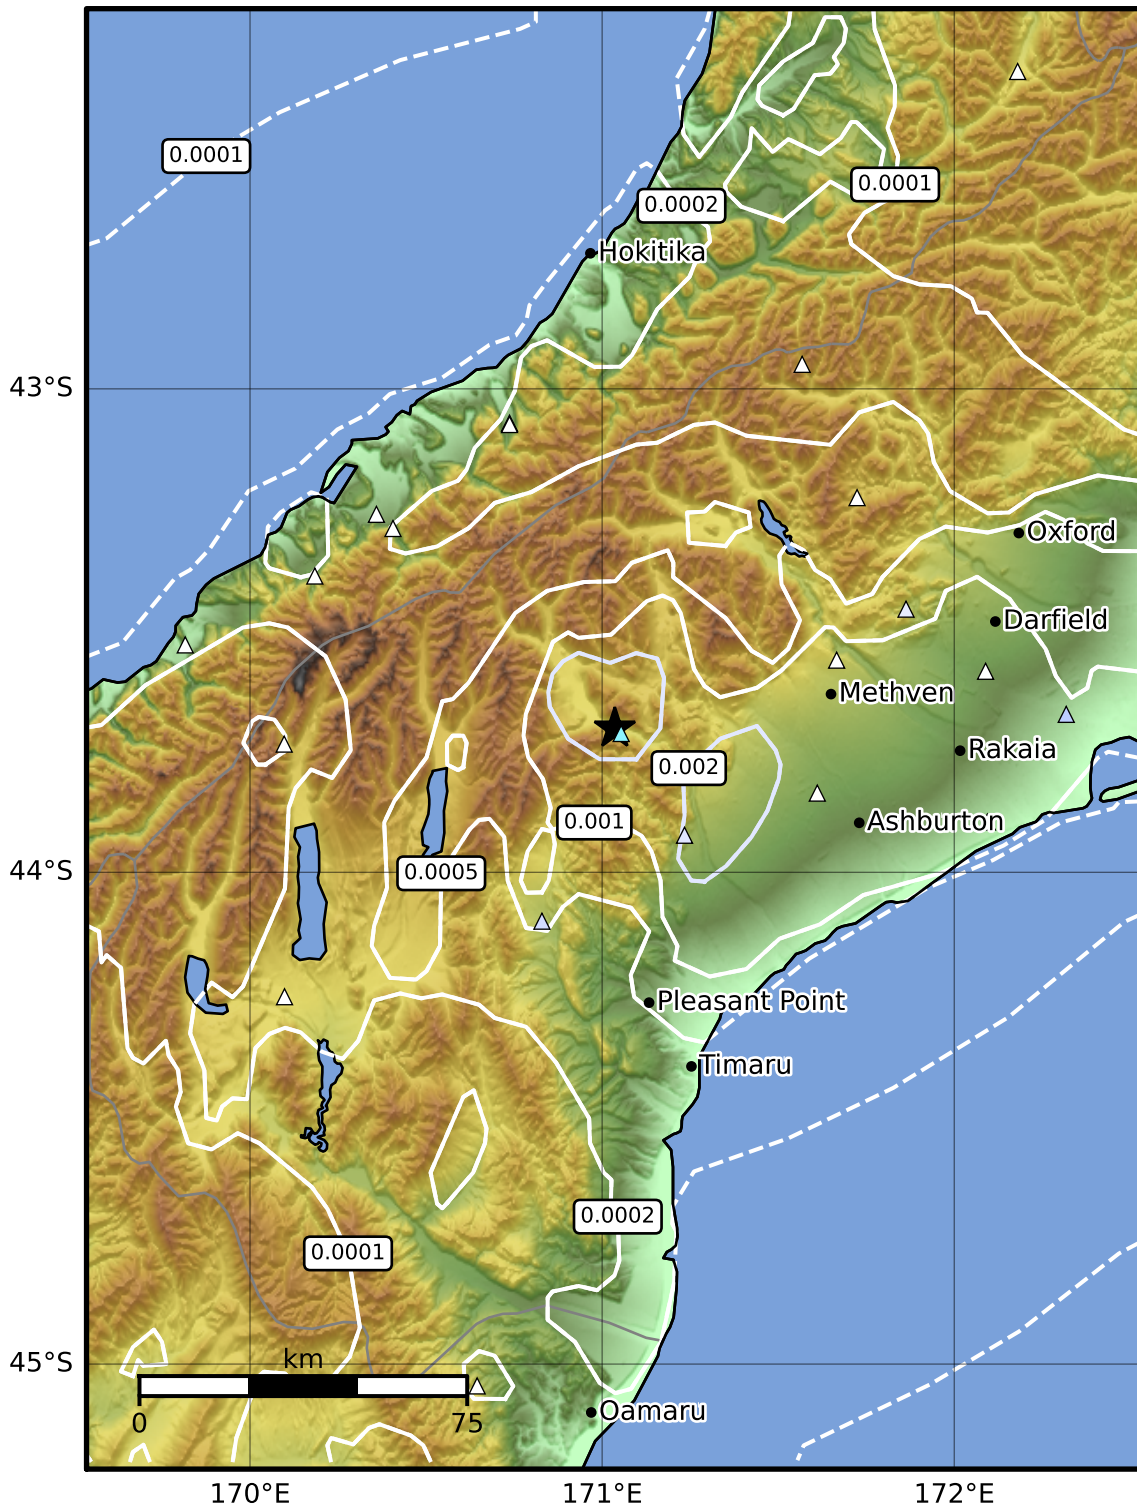 0.0001
0.0001
0.0002
Hokitika
43°S
Oxford
Darfield
Methven
Rakaia
0.002
0.001
Ashburton
44°S
0.0005
Pleasant Point
Timaru
0.0002
0.0001
45°S
km
0 75
Oamaru
170°E 171°E 172°E